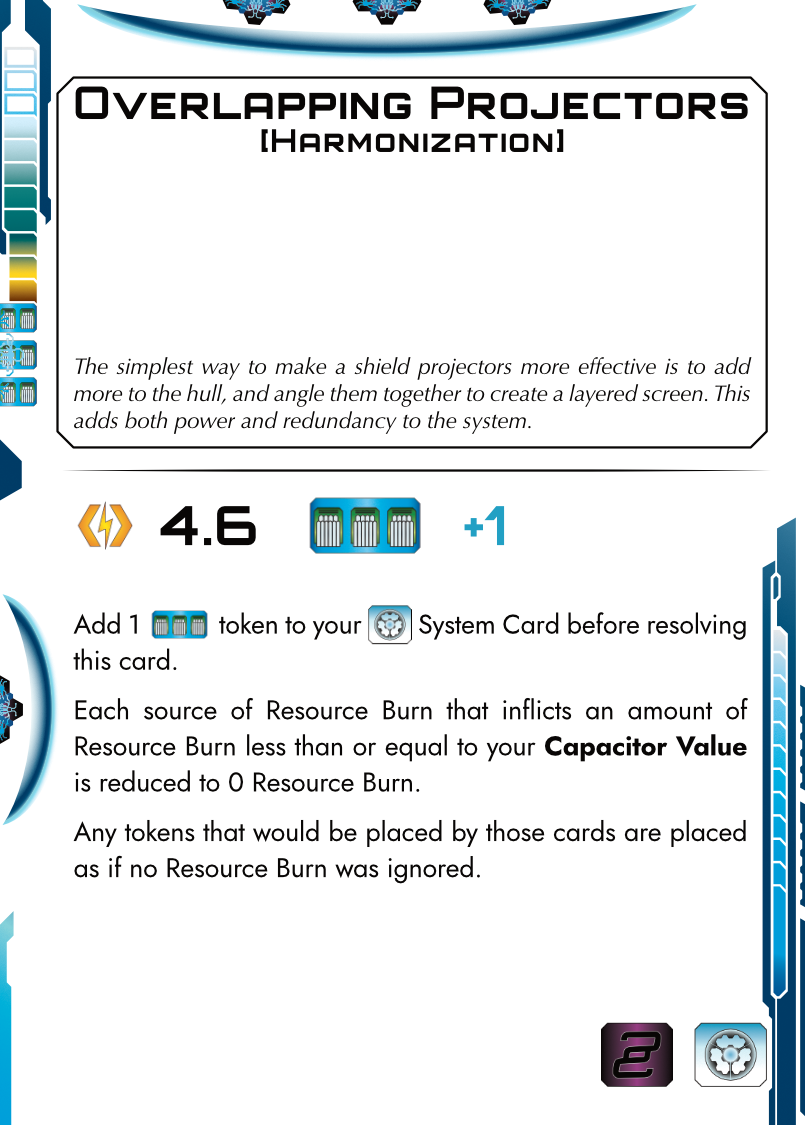 Overlapping Projectors
[Harmonization]
The simplest way to make a shield projectors more effective is to add
more to the hull, and angle them together to create a layered screen. This
adds both power and redundancy to the system.
4.6 +1
Add 1 token to your System Card before resolving
this card.
Each source of Resource Burn that inflicts an amount of
Resource Burn less than or equal to your Capacitor Value
is reduced to 0 Resource Burn.
Any tokens that would be placed by those cards are placed
as if no Resource Burn was ignored.
2